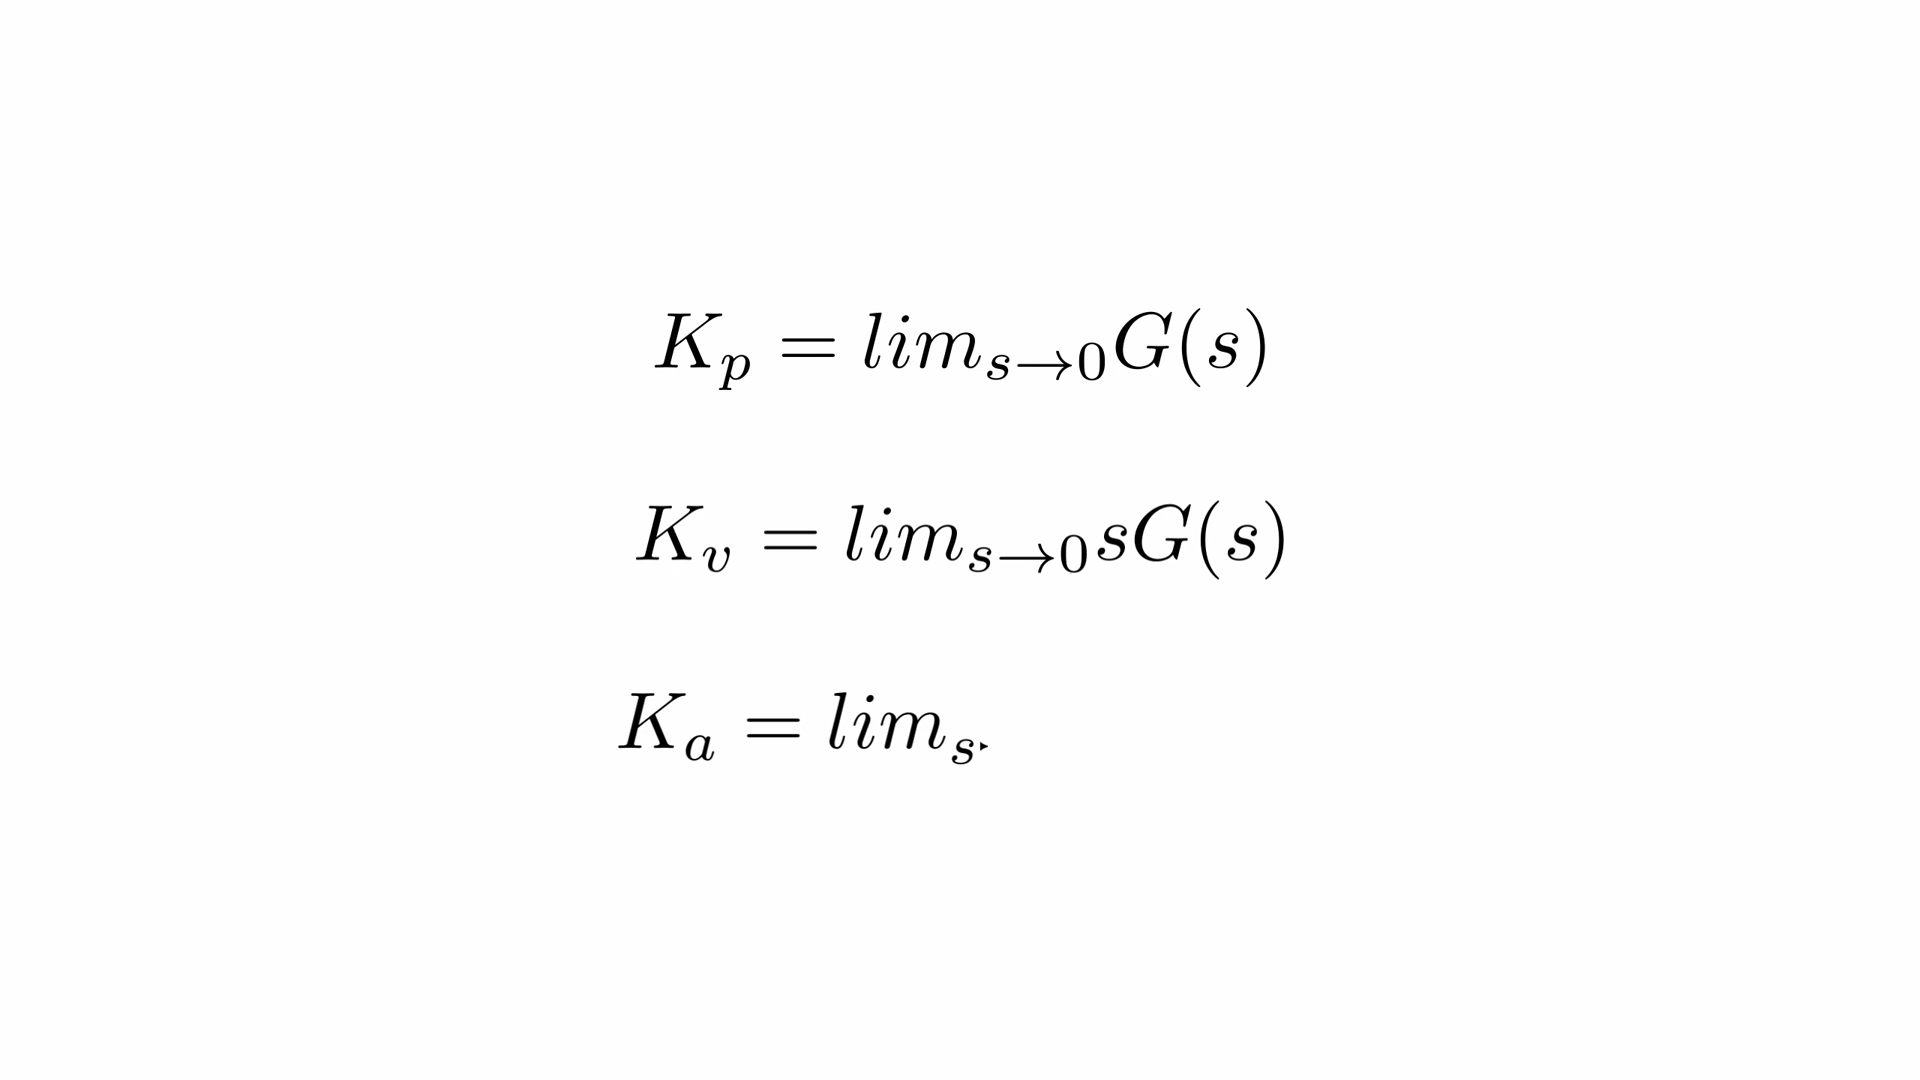 K_p = lim_{s→0}G(s)
K_v = lim_{s→0}sG(s)
K_a = lim_s